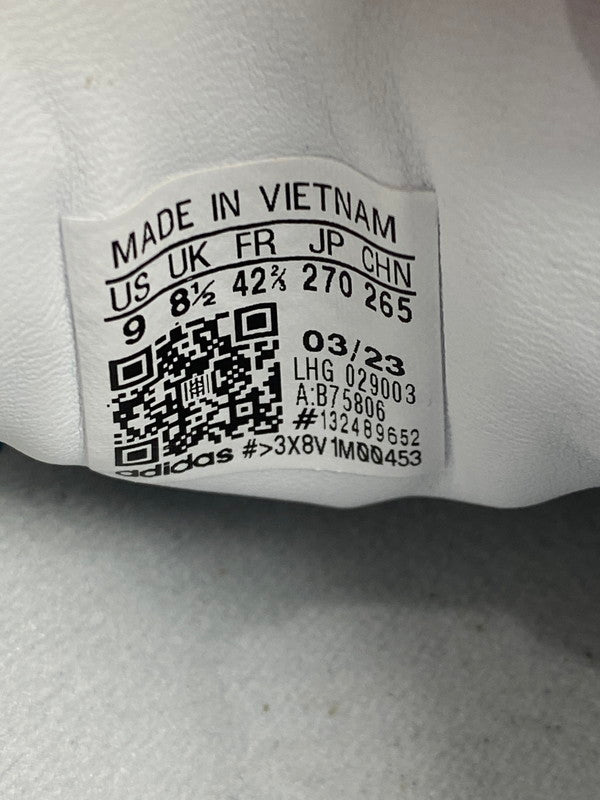 MADE IN VIETNAM
US UK FR JP CHN
9 8½ 42⅔ 270 265
03/23
LHG 029003
A:B75806
#132489652
adidas #>3X8V1M00453